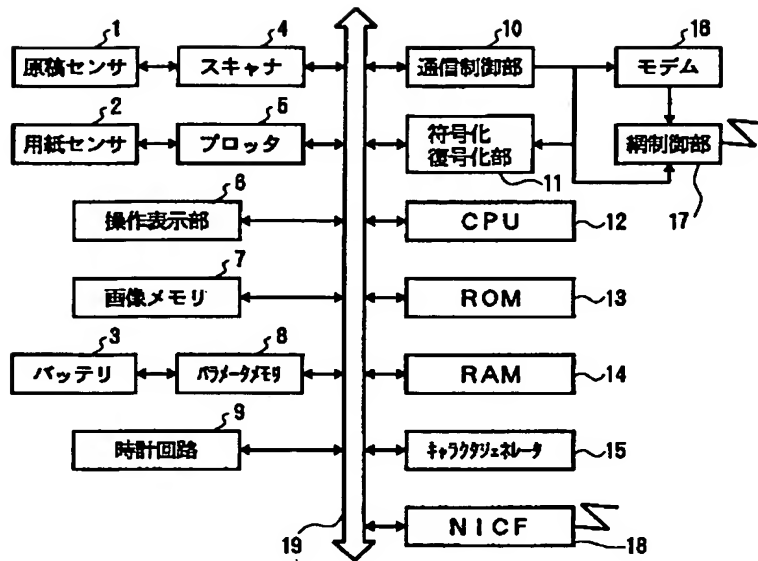 1
原稿センサ
4
スキャナ
10
通信制御部
16
モデム
2
用紙センサ
5
プロッタ
符号化
復号化部
11
網制御部
17
6
操作表示部
CPU
12
7
画像メモリ
ROM
13
3
バッテリ
8
パラメータメモリ
RAM
14
9
時計回路
キャラクタジェネレータ
15
19
NICF
18